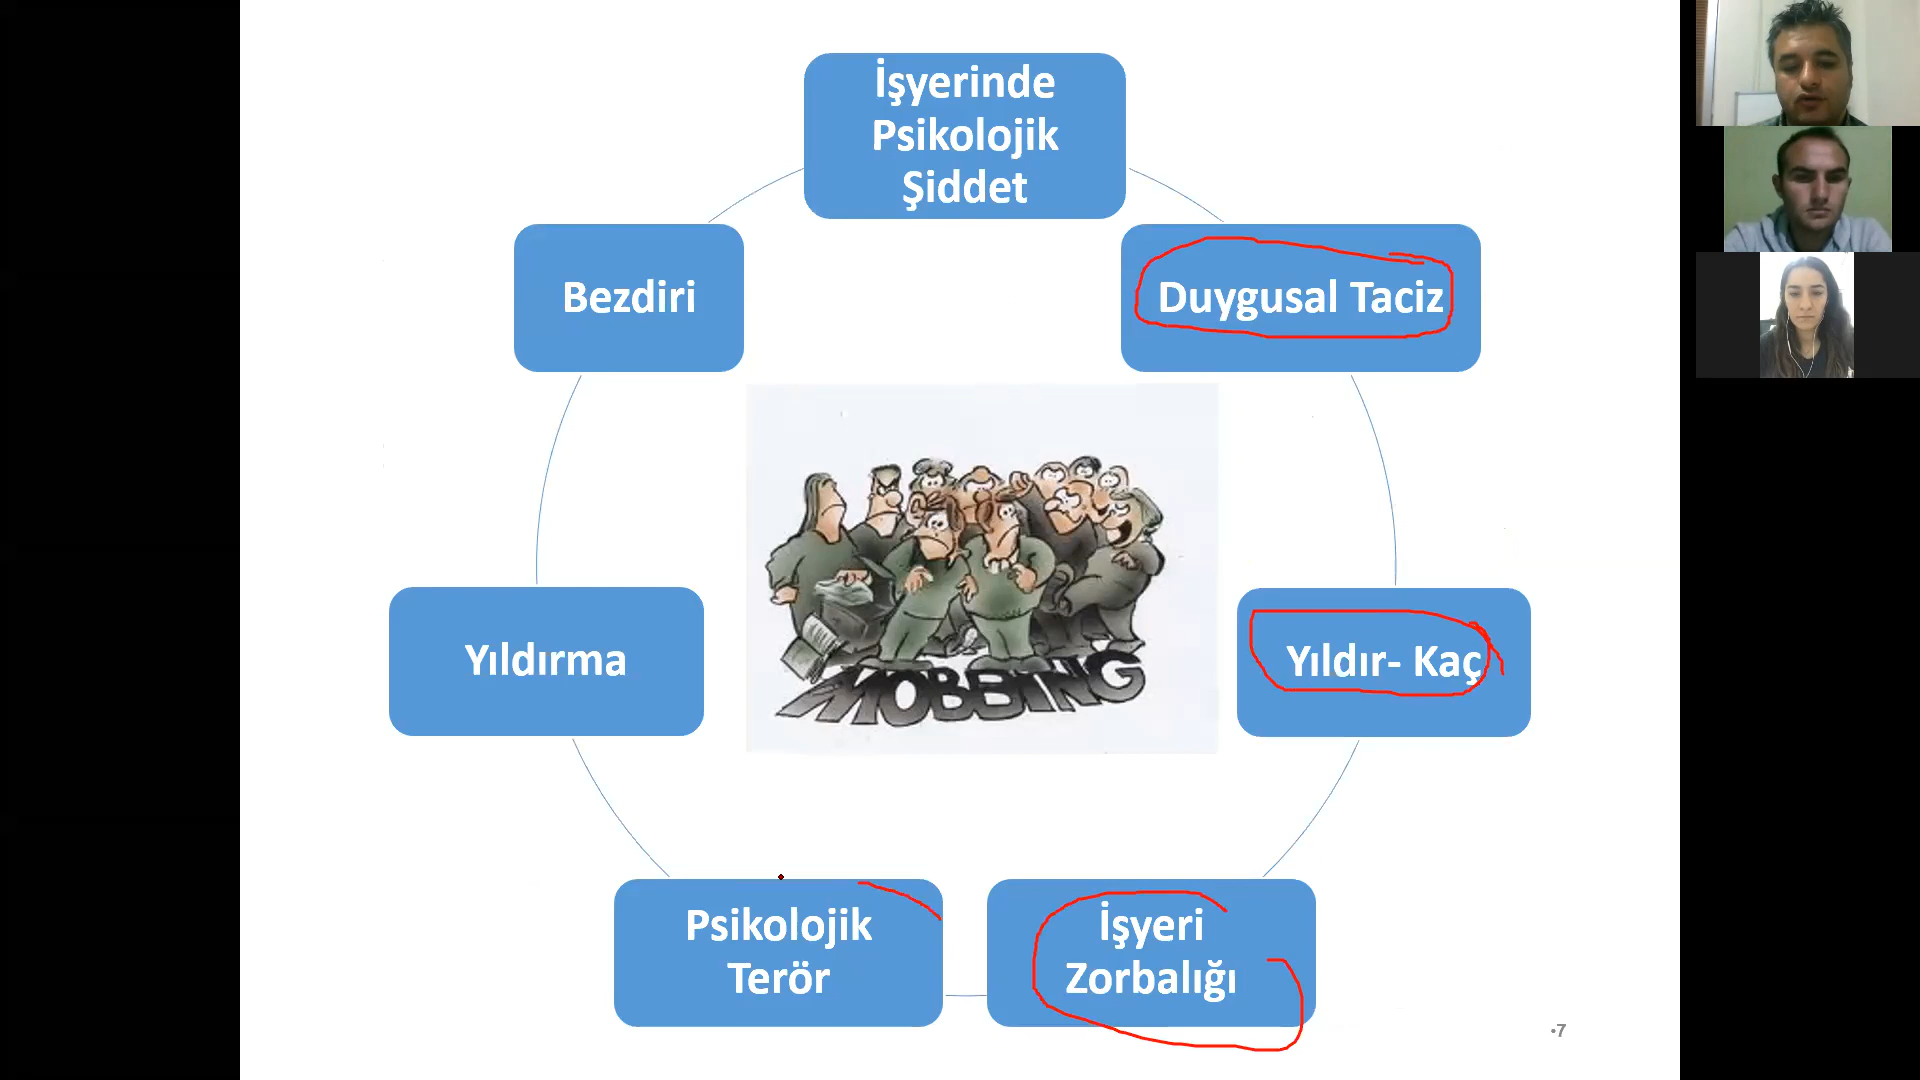 İşyerinde
Psikolojik
Şiddet
Bezdiri
Duygusal Taciz
MOBBING
Yıldırma
Yıldır- Kaç
Psikolojik
Terör
İşyeri
Zorbalığı
•7